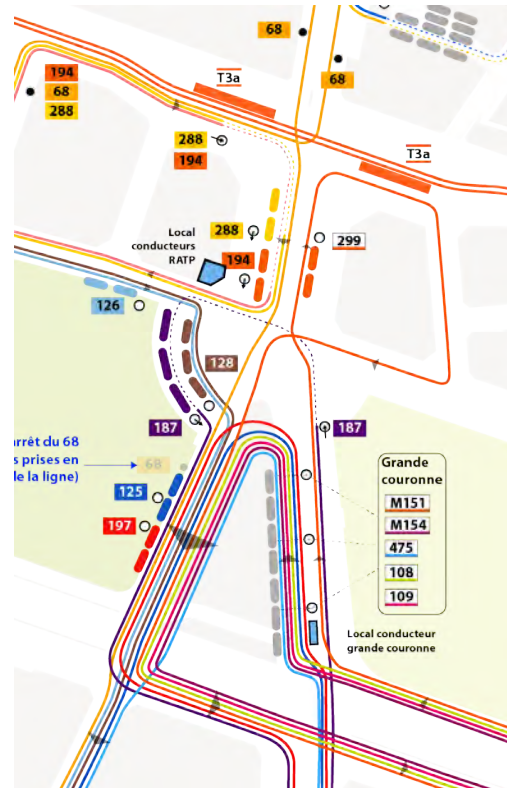 68
68
T3a
T3a
194
68
288
288
194
288
194
Local
conducteurs
RATP
299
126
128
187
187
arrêt du 68
s prises en
de la ligne)
68
125
197
Grande
couronne
M151
M154
475
108
109
Local conducteur
grande couronne